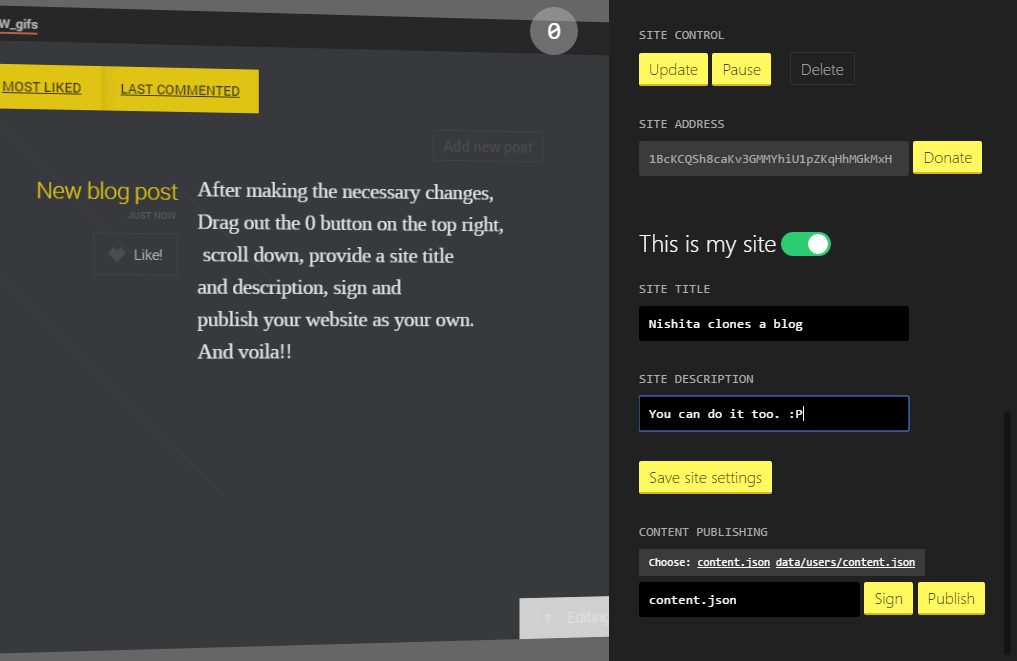 W_gifs
0
MOST LIKED
LAST COMMENTED
Add new post
New blog post
JUST NOW
Like!
After making the necessary changes,
Drag out the 0 button on the top right,
scroll down, provide a site title
and description, sign and
publish your website as your own.
And voila!!
? Editing
SITE CONTROL
Update
Pause
Delete
SITE ADDRESS
1BcKCQSh8caKv3GMMYhiU1pZKqHhMGkMxH
Donate
This is my site
SITE TITLE
Nishita clones a blog
SITE DESCRIPTION
You can do it too. :P
Save site settings
CONTENT PUBLISHING
Choose: content.json data/users/content.json
content.json
Sign
Publish